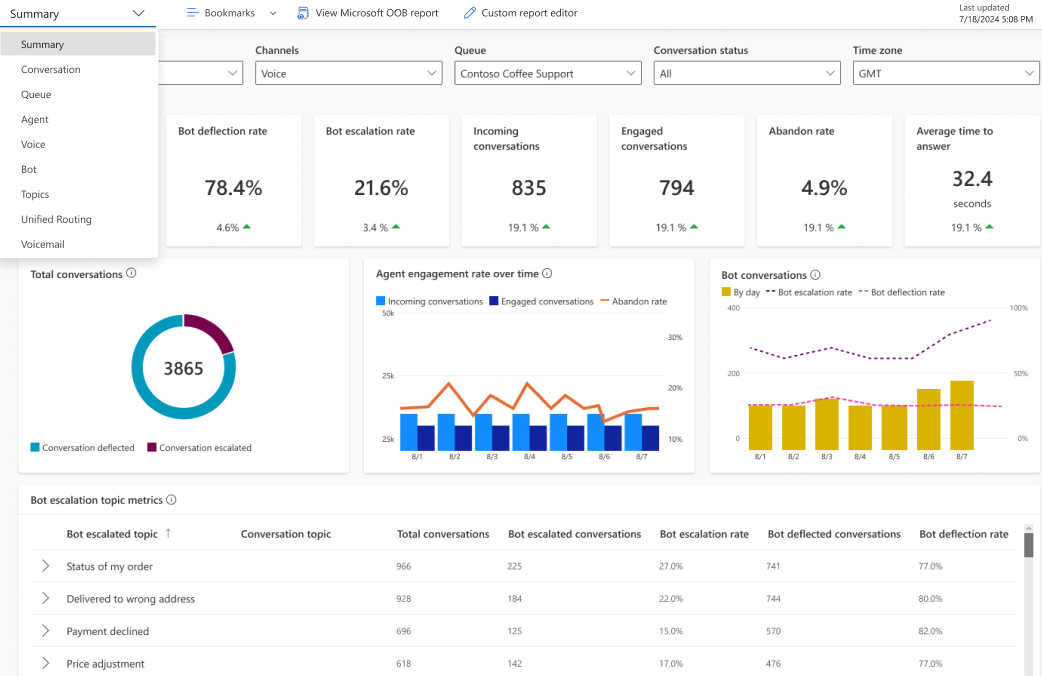 Summary
Bookmarks
View Microsoft OOB report
Custom report editor
Last updated
7/18/2024 5:08 PM
Summary
Conversation
Queue
Agent
Voice
Bot
Topics
Unified Routing
Voicemail
Channels
Voice
Queue
Contoso Coffee Support
Conversation status
All
Time zone
GMT
Bot deflection rate
78.4%
4.6%
Bot escalation rate
21.6%
3.4 %
Incoming
conversations
835
19.1 %
Engaged
conversations
794
19.1 %
Abandon rate
4.9%
19.1 %
Average time to
answer
32.4
seconds
19.1 %
Total conversations
3865
Conversation deflected
Conversation escalated
Agent engagement rate over time
Incoming conversations
Engaged conversations
Abandon rate
50k
25k
25k
30%
20%
10%
8/1 8/2 8/3 8/4 8/5 8/6 8/7
Bot conversations
By day
Bot escalation rate
Bot deflection rate
400
200
0
100%
50%
0%
8/1 8/2 8/3 8/4 8/5 8/6 8/7
Bot escalation topic metrics
Bot escalated topic Conversation topic Total conversations Bot escalated conversations Bot escalation rate Bot deflected conversations Bot deflection rate
Status of my order 966 225 27.0% 741 77.0%
Delivered to wrong address 928 184 22.0% 744 80.0%
Payment declined 696 125 15.0% 570 82.0%
Price adjustment 618 142 17.0% 476 77.0%